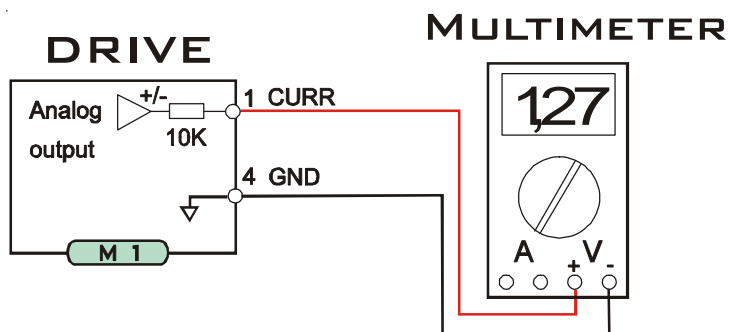 DRIVE
MULTIMETER
Analog
output
+/-
10K
1 CURR
4 GND
M 1
1,27
A V
+ -